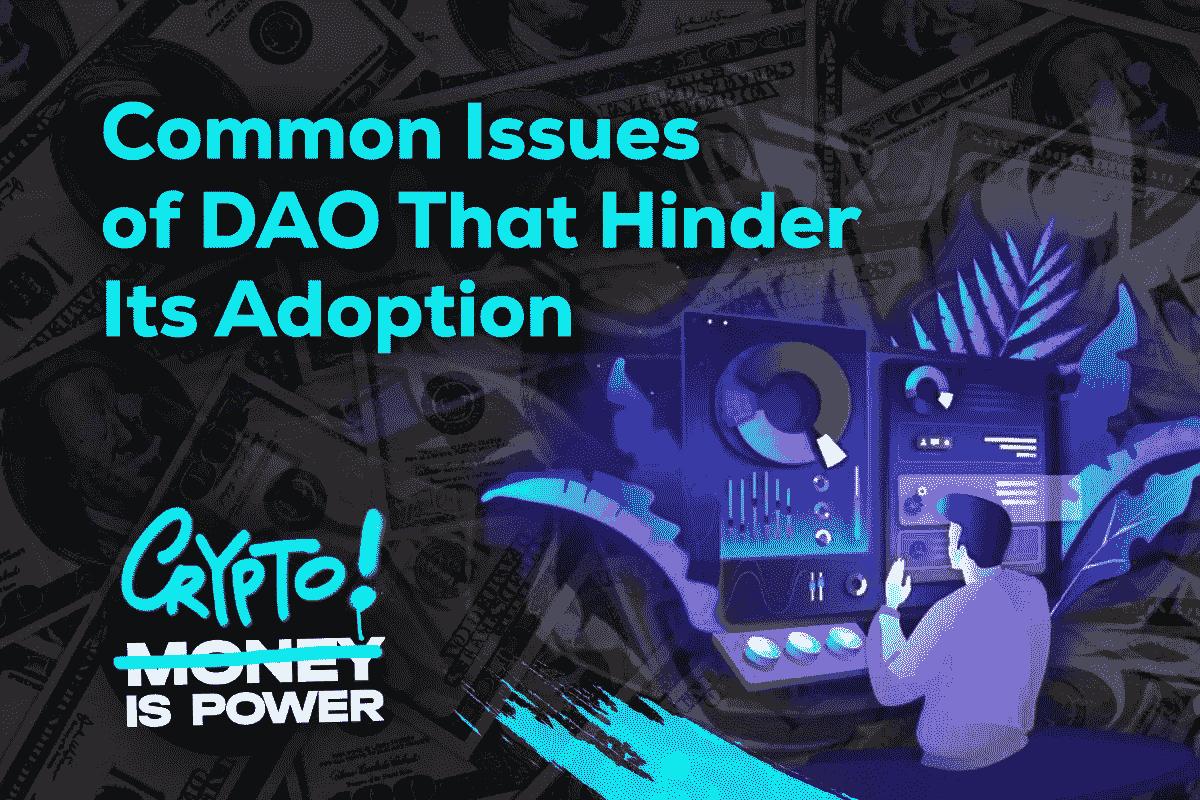 Common Issues
of DAO That Hinder
Its Adoption
CRYPTO!
MONEY
IS POWER